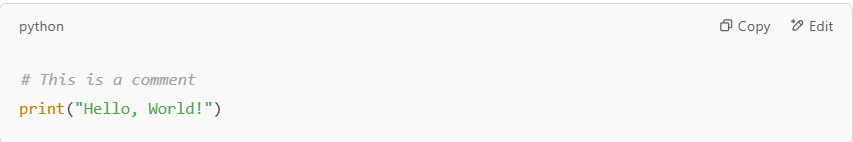 python Copy Edit
# This is a comment
print("Hello, World!")